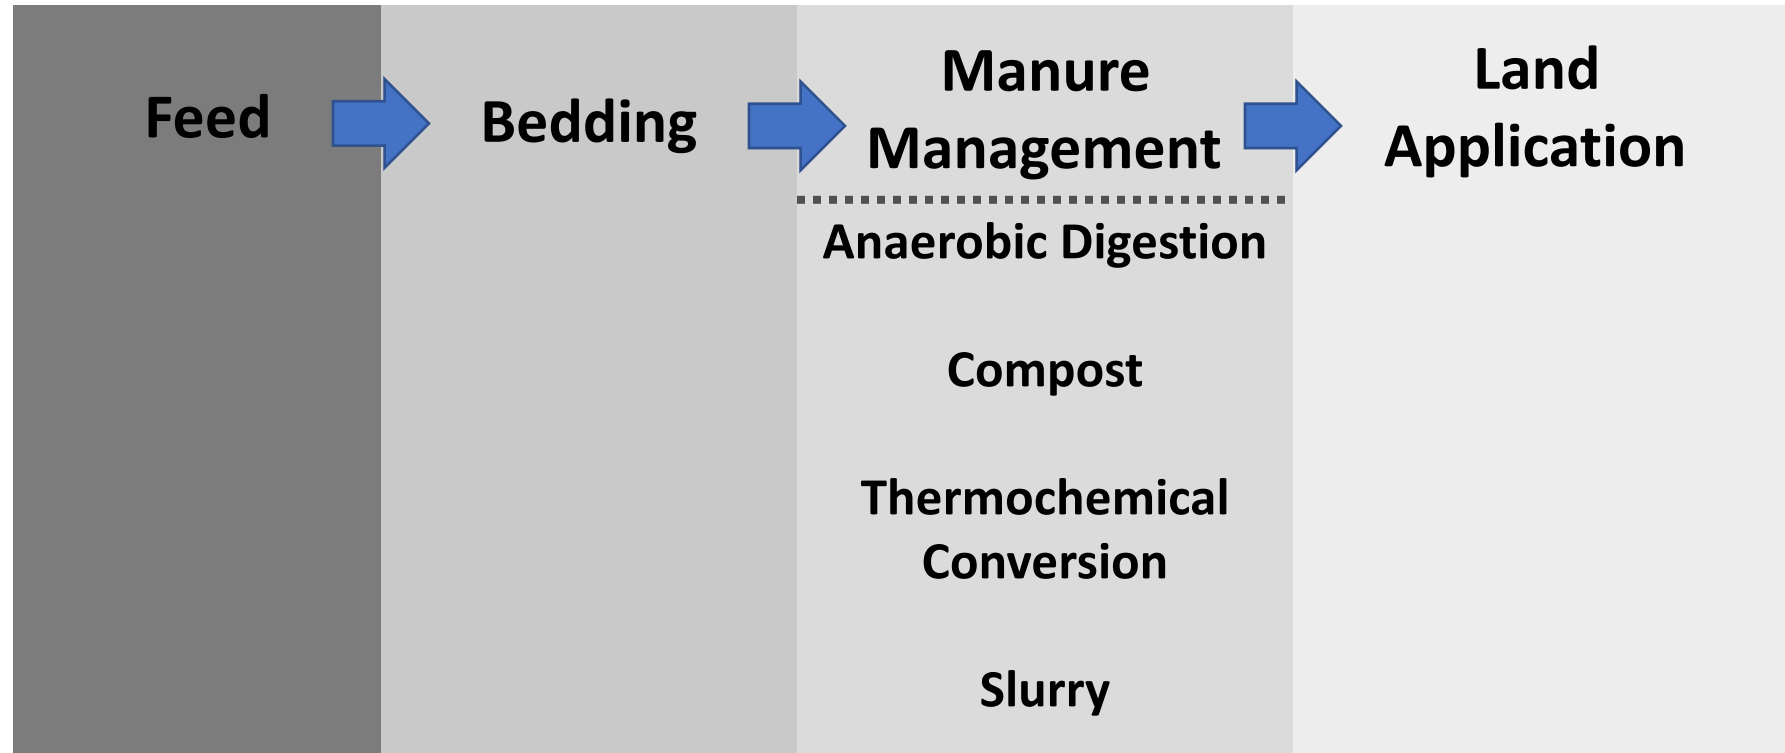 Feed
Bedding
Manure
Management
Land
Application
Anaerobic Digestion
Compost
Thermochemical
Conversion
Slurry